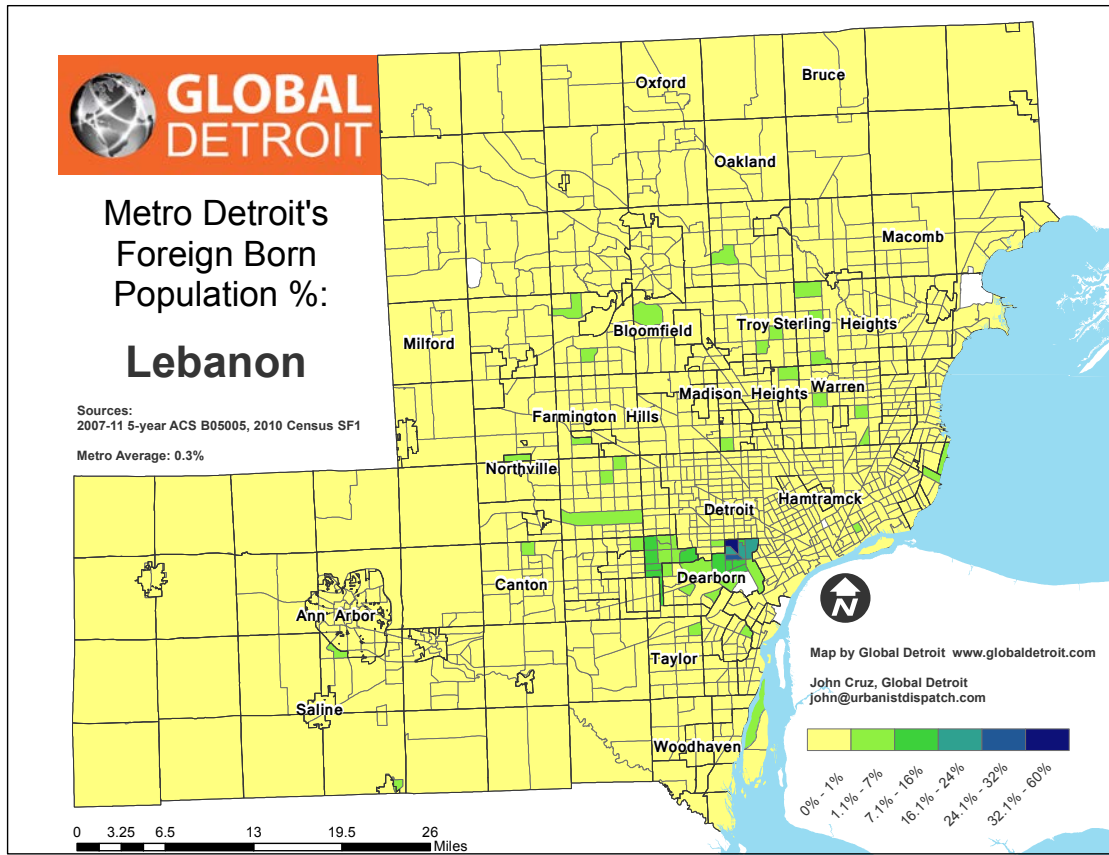 GLOBAL
DETROIT
Metro Detroit's
Foreign Born
Population %:
Lebanon
Sources:
2007-11 5-year ACS B05005, 2010 Census SF1
Metro Average: 0.3%
Oxford
Bruce
Oakland
Macomb
Milford
Bloomfield
Troy
Sterling Heights
Madison Heights
Warren
Farmington Hills
Northville
Detroit
Hamtramck
Canton
Dearborn
Ann Arbor
Taylor
Saline
Woodhaven
N
Map by Global Detroit www.globaldetroit.com
John Cruz, Global Detroit
john@urbanistdispatch.com
0% - 1%
1.1% - 7%
7.1% - 16%
16.1% - 24%
24.1% - 32%
32.1% - 60%
0 3.25 6.5 13 19.5 26
Miles